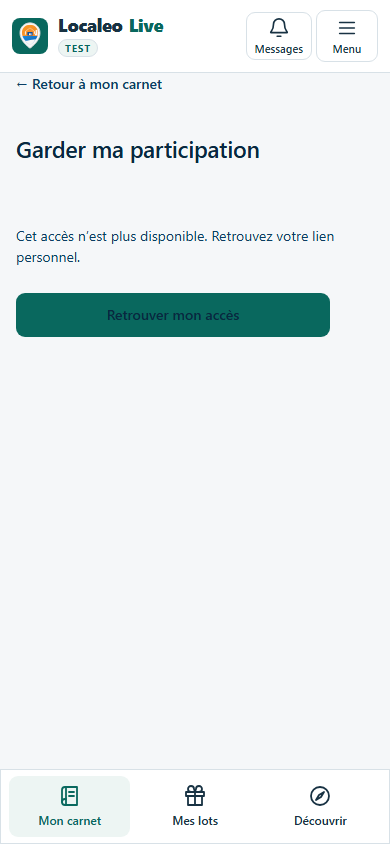 Localeo Live
TEST
Messages
Menu
← Retour à mon carnet
Garder ma participation
Cet accès n’est plus disponible. Retrouvez votre lien
personnel.
Retrouver mon accès
Mon carnet
Mes lots
Découvrir